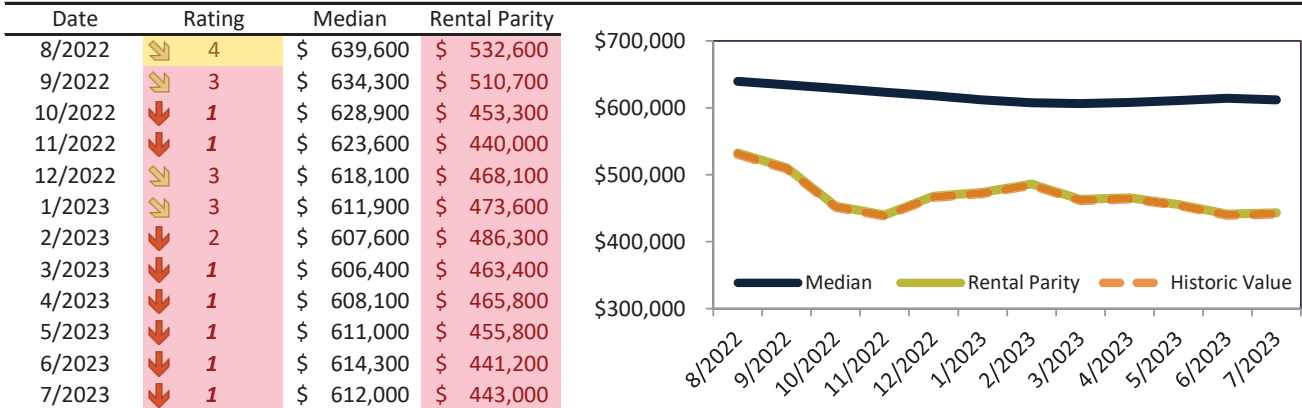 Date Rating Median Rental Parity
8/2022 4 $ 639,600 $ 532,600
9/2022 3 $ 634,300 $ 510,700
10/2022 1 $ 628,900 $ 453,300
11/2022 1 $ 623,600 $ 440,000
12/2022 3 $ 618,100 $ 468,100
1/2023 3 $ 611,900 $ 473,600
2/2023 2 $ 607,600 $ 486,300
3/2023 1 $ 606,400 $ 463,400
4/2023 1 $ 608,100 $ 465,800
5/2023 1 $ 611,000 $ 455,800
6/2023 1 $ 614,300 $ 441,200
7/2023 1 $ 612,000 $ 443,000
$700,000
$600,000
$500,000
$400,000
$300,000
Median Rental Parity Historic Value
8/2022 9/2022 10/2022 11/2022 12/2022 1/2023 2/2023 3/2023 4/2023 5/2023 6/2023 7/2023